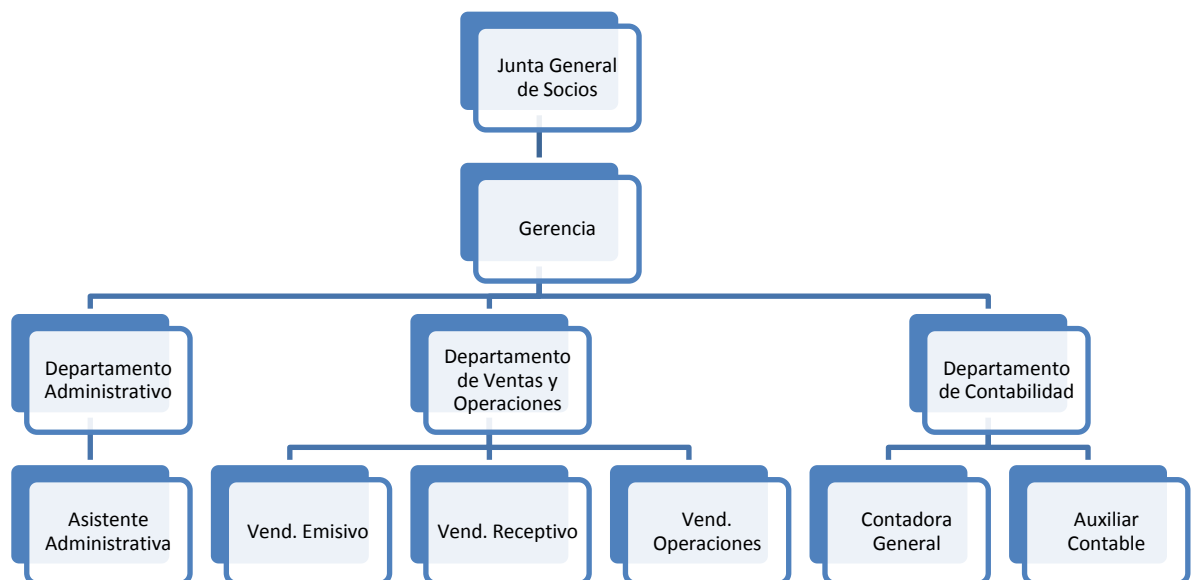 Junta General
de Socios
Gerencia
Departamento
Administrativo
Departamento
de Ventas y
Operaciones
Departamento
de Contabilidad
Asistente
Administrativa
Vend. Emisivo
Vend. Receptivo
Vend.
Operaciones
Contadora
General
Auxiliar
Contable